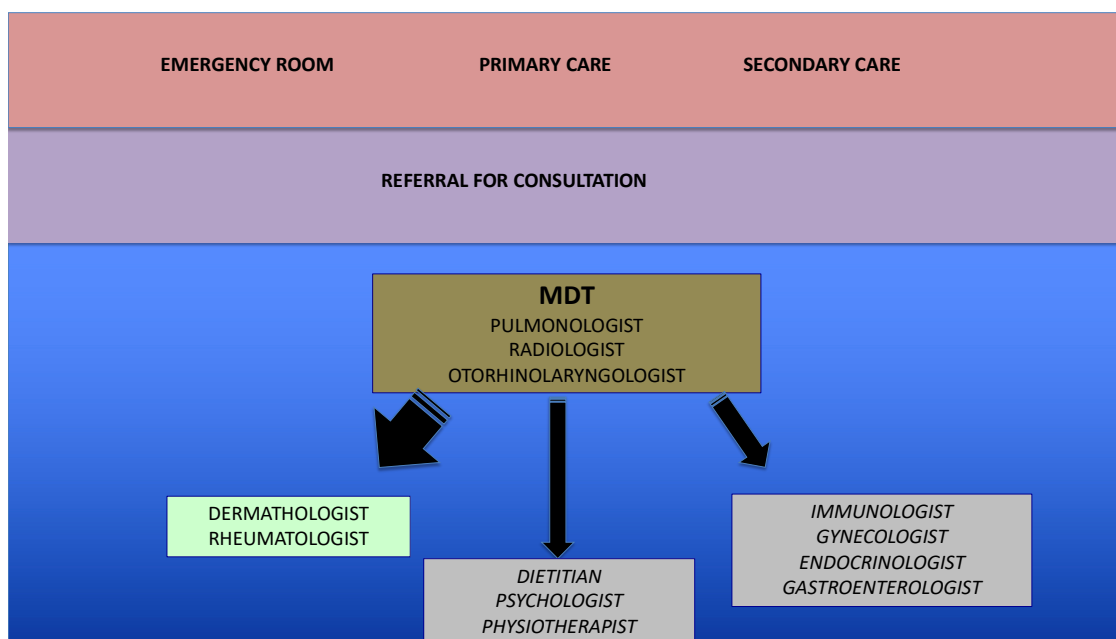 EMERGENCY ROOM PRIMARY CARE SECONDARY CARE
REFERRAL FOR CONSULTATION
MDT
PULMONOLOGIST
RADIOLOGIST
OTORHINOLARYNGOLOGIST
DERMATHOLOGIST
RHEUMATOLOGIST
DIETITIAN
PSYCHOLOGIST
PHYSIOTHERAPIST
IMMUNOLOGIST
GYNECOLOGIST
ENDOCRINOLOGIST
GASTROENTEROLOGIST